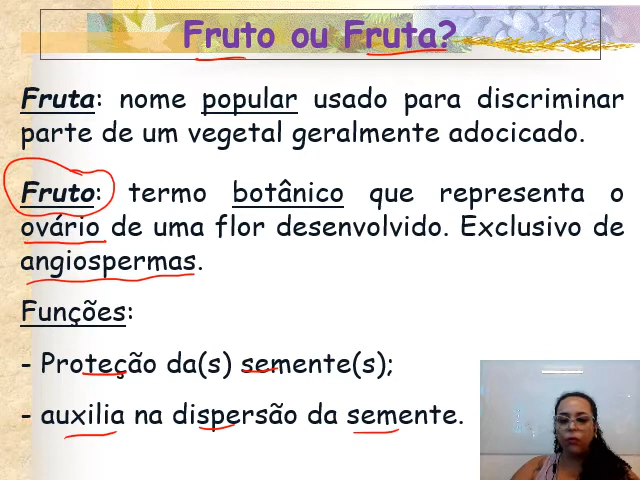 Fruto ou Fruta?
Fruta: nome popular usado para discriminar
parte de um vegetal geralmente adocicado.
Fruto: termo botânico que representa o
ovário de uma flor desenvolvido. Exclusivo de
angiospermas.
Funções:
- Proteção da(s) semente(s);
- auxilia na dispersão da semente.